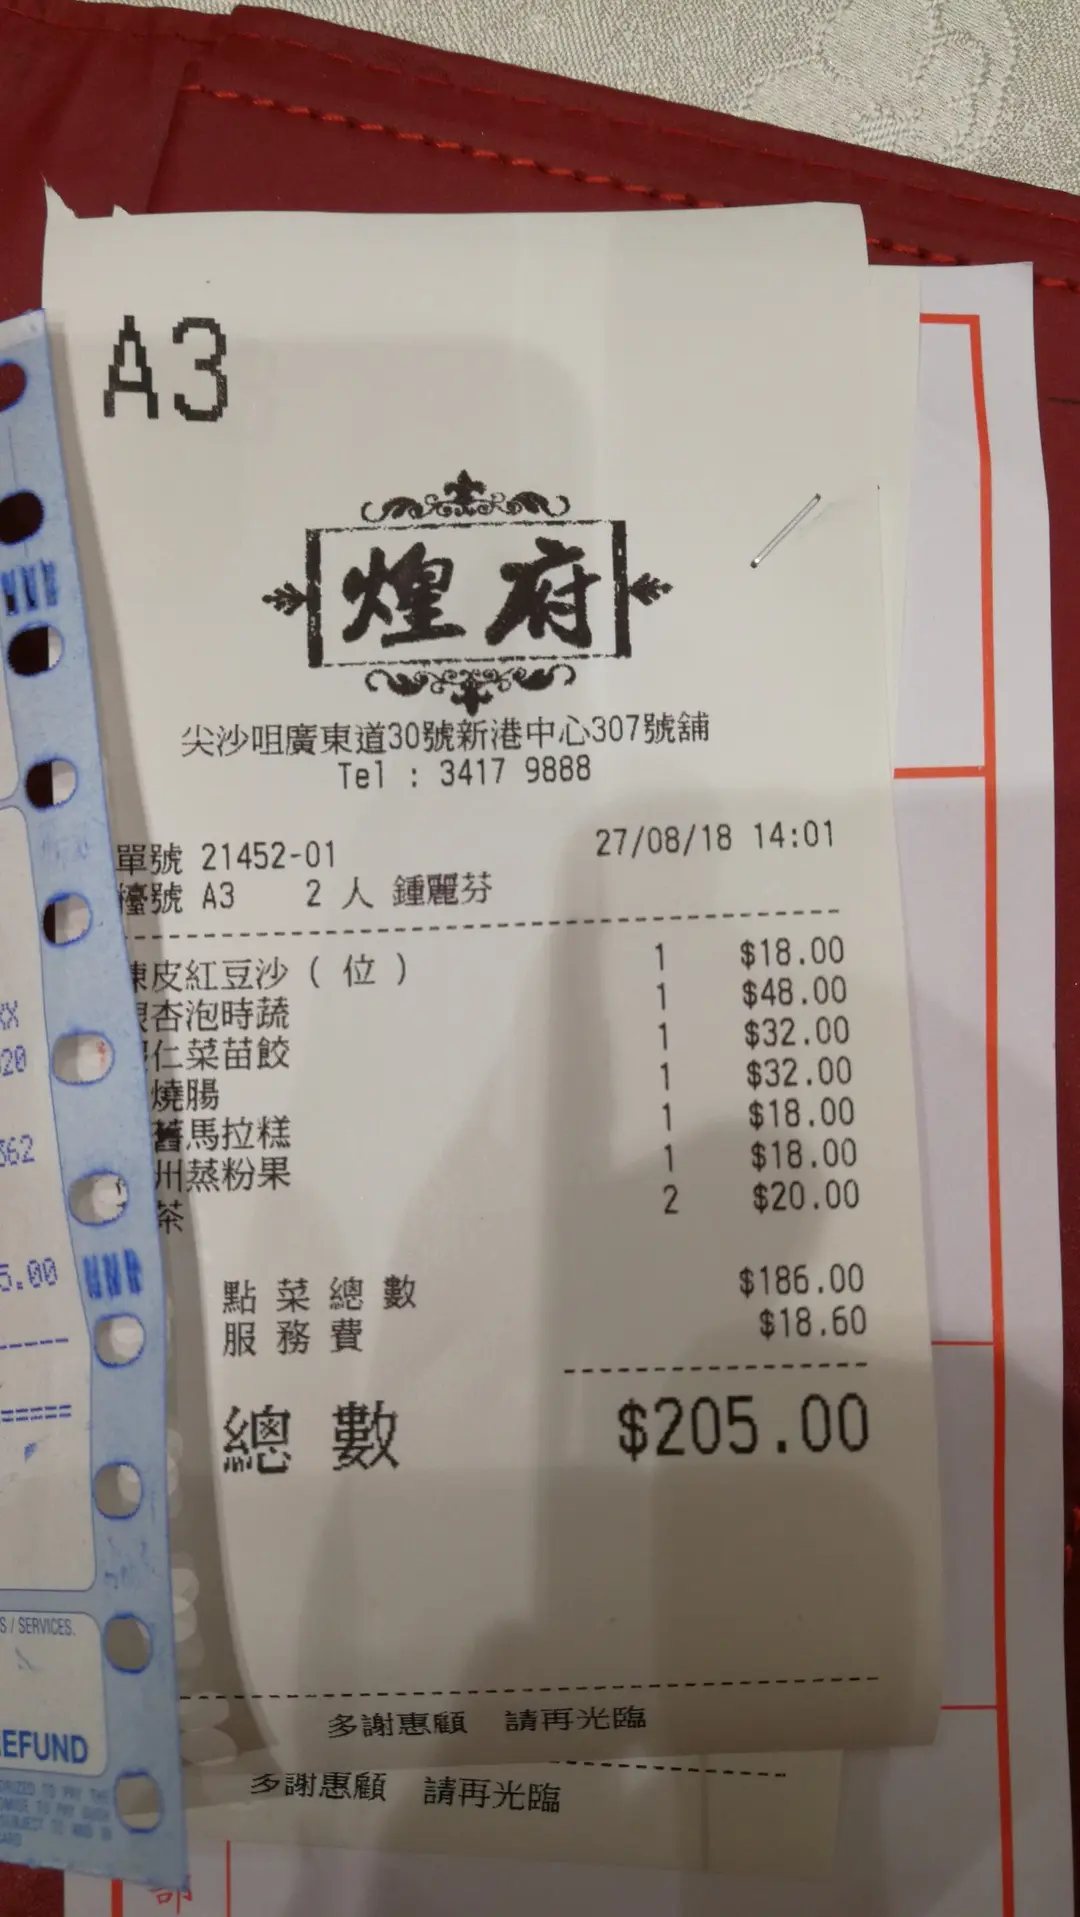 A3
煌府
尖沙咀廣東道30號新港中心307號舖
Tel : 3417 9888
單號 21452-01 27/08/18 14:01
檯號 A3 2 人 鍾麗芬
皮紅豆沙 ( 位 ) 1 $18.00
杏泡時蔬 1 $48.00
仁菜苗餃 1 $32.00
燒腸 1 $32.00
舊馬拉糕 1 $18.00
州蒸粉果 1 $18.00
茶 2 $20.00
點菜總數 $186.00
服務費 $18.60
總數 $205.00
多謝惠顧 請再光臨
多謝惠顧 請再光臨
XX
20
362
5.00
S / SERVICES.
EFUND